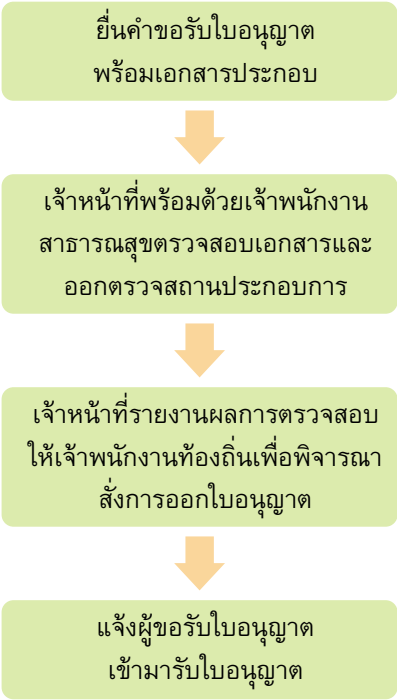 ยื่นคำขอรับใบอนุญาต
พร้อมเอกสารประกอบ
เจ้าหน้าที่พร้อมด้วยเจ้าพนักงาน
สาธารณสุขตรวจสอบเอกสารและ
ออกตรวจสถานประกอบการ
เจ้าหน้าที่รายงานผลการตรวจสอบ
ให้เจ้าพนักงานท้องถิ่นเพื่อพิจารณา
สั่งการออกใบอนุญาต
แจ้งผู้ขอรับใบอนุญาต
เข้ามารับใบอนุญาต